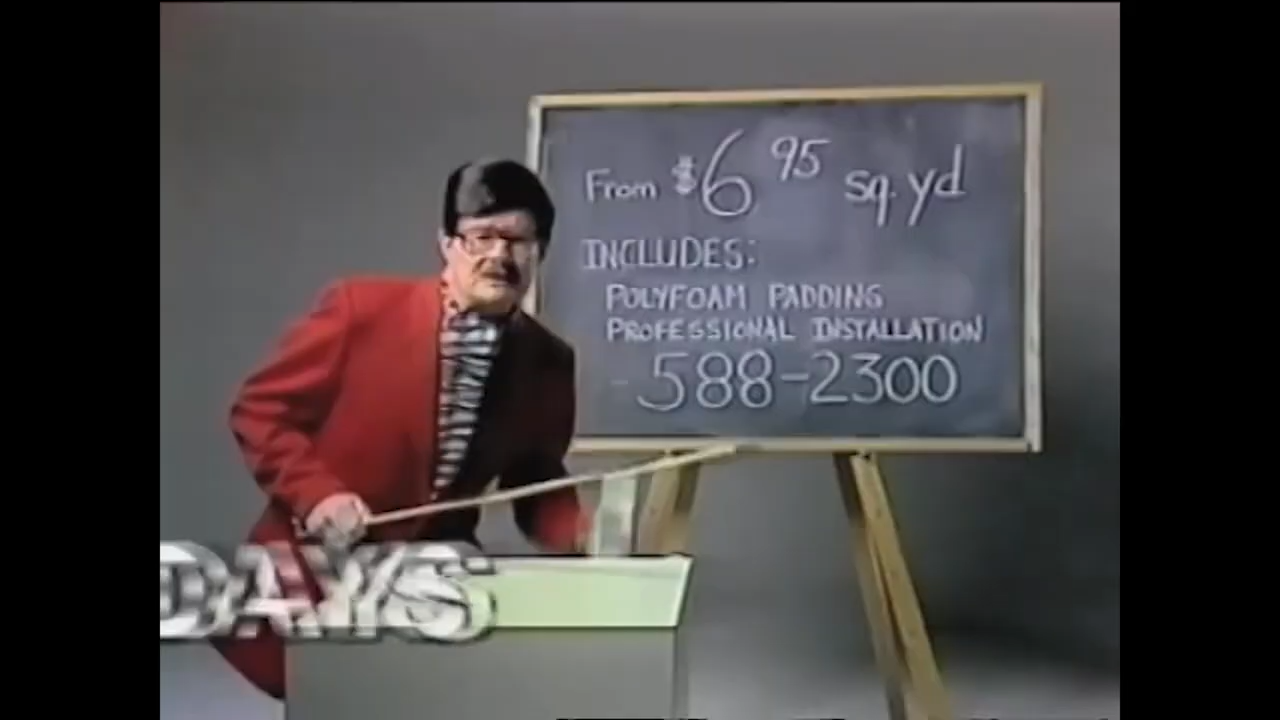 From $6 95 sq. yd
INCLUDES:
POLYFOAM PADDING
PROFESSIONAL INSTALLATION
588-2300
DAYS